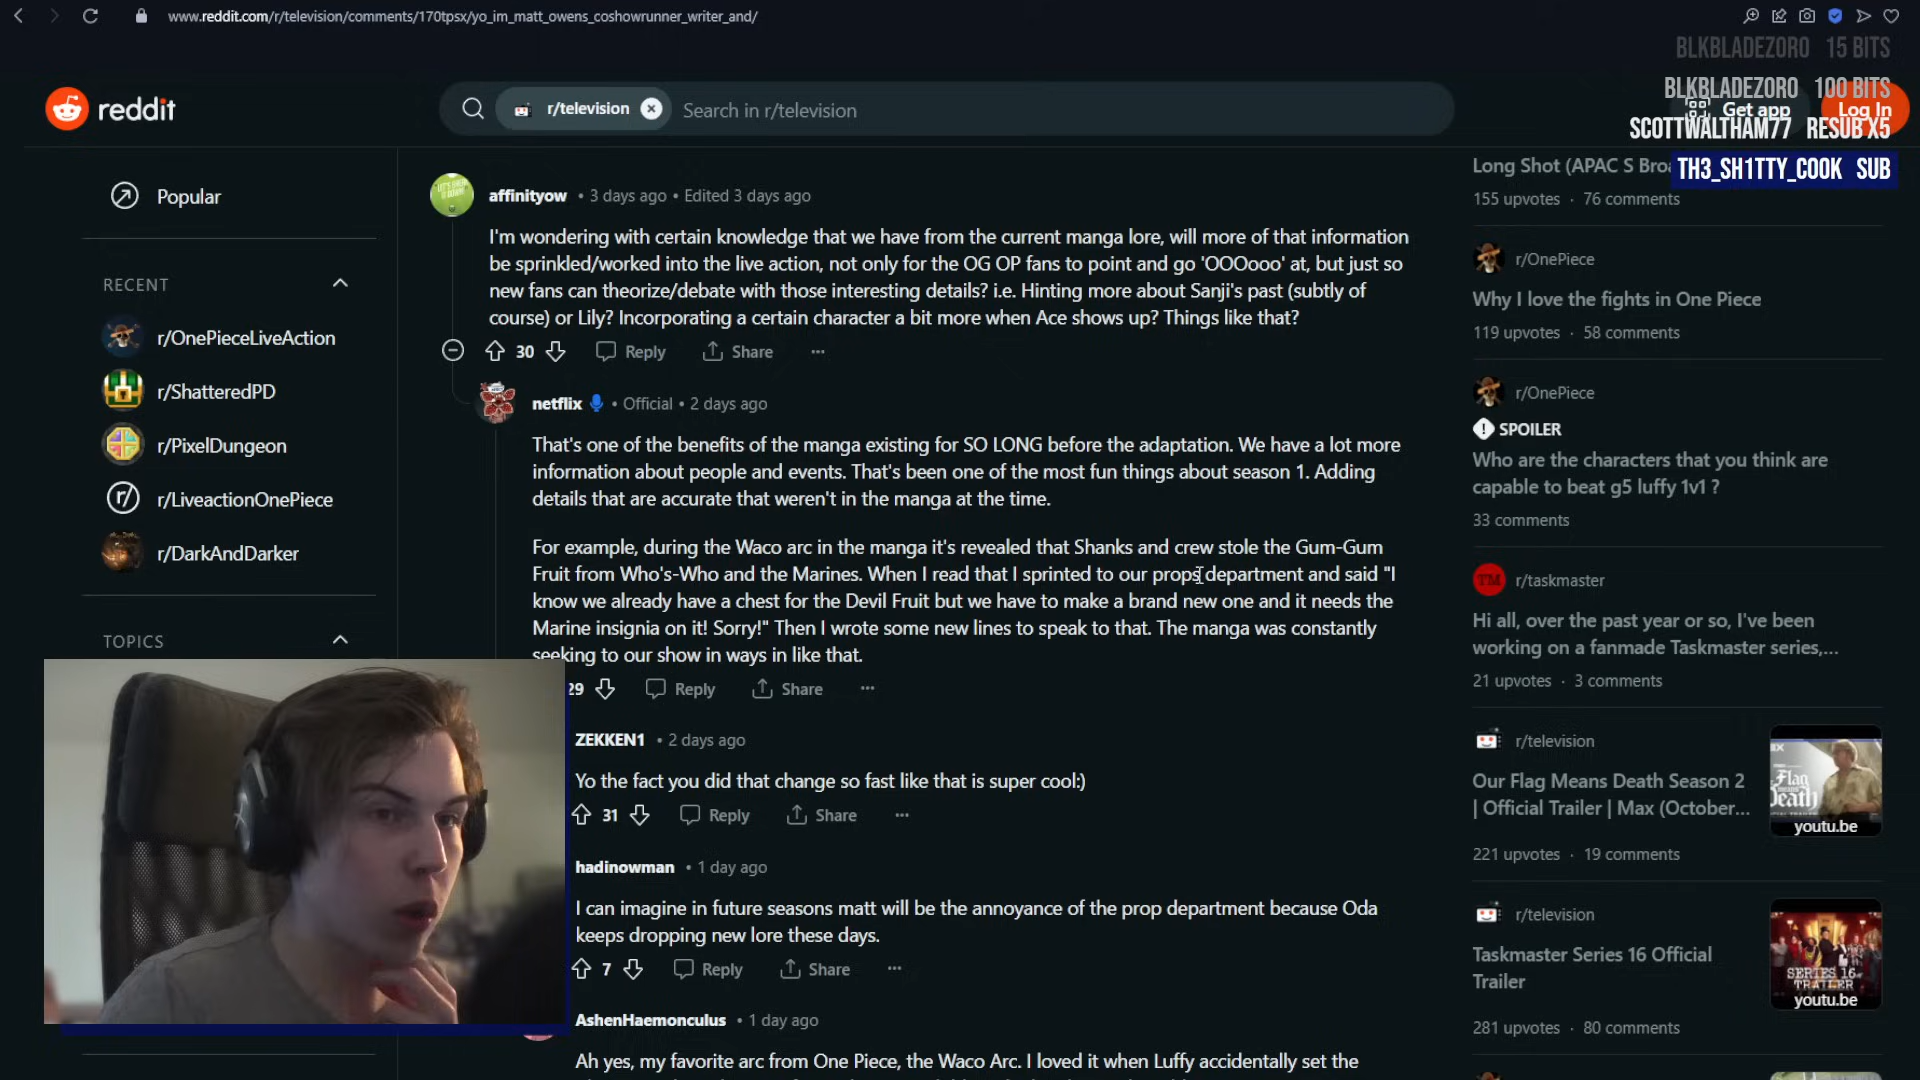 www.reddit.com/r/television/comments/170tpsx/yo_im_matt_owens_coshowrunner_writer_and/
BLKBLADEZORO 15 BITS
BLKBLADEZORO 100 BITS
reddit
r/television
Search in r/television
Get app
Log In
SCOTTWALTHAM77 RESUB X5
TH3_SH1TTY_COOK SUB
Popular
RECENT
r/OnePieceLiveAction
r/ShatteredPD
r/PixelDungeon
r/LiveactionOnePiece
r/DarkAndDarker
TOPICS
affinityow • 3 days ago • Edited 3 days ago
I'm wondering with certain knowledge that we have from the current manga lore, will more of that information
be sprinkled/worked into the live action, not only for the OG OP fans to point and go 'OOOooo' at, but just so
new fans can theorize/debate with those interesting details? i.e. Hinting more about Sanji's past (subtly of
course) or Lily? Incorporating a certain character a bit more when Ace shows up? Things like that?
30 Reply Share ...
netflix • Official • 2 days ago
That's one of the benefits of the manga existing for SO LONG before the adaptation. We have a lot more
information about people and events. That's been one of the most fun things about season 1. Adding
details that are accurate that weren't in the manga at the time.
For example, during the Waco arc in the manga it's revealed that Shanks and crew stole the Gum-Gum
Fruit from Who's-Who and the Marines. When I read that I sprinted to our props department and said "I
know we already have a chest for the Devil Fruit but we have to make a brand new one and it needs the
Marine insignia on it! Sorry!" Then I wrote some new lines to speak to that. The manga was constantly
seeking to our show in ways in like that.
29 Reply Share ...
ZEKKEN1 • 2 days ago
Yo the fact you did that change so fast like that is super cool:)
31 Reply Share ...
hadinowman • 1 day ago
I can imagine in future seasons matt will be the annoyance of the prop department because Oda
keeps dropping new lore these days.
7 Reply Share ...
AshenHaemonculus • 1 day ago
Ah yes, my favorite arc from One Piece, the Waco Arc. I loved it when Luffy accidentally set the
Long Shot (APAC S Bro
155 upvotes · 76 comments
r/OnePiece
Why I love the fights in One Piece
119 upvotes · 58 comments
r/OnePiece
SPOILER
Who are the characters that you think are
capable to beat g5 luffy 1v1 ?
33 comments
TM r/taskmaster
Hi all, over the past year or so, I've been
working on a fanmade Taskmaster series,...
21 upvotes · 3 comments
r/television
Our Flag Means Death Season 2
| Official Trailer | Max (October...
Flag
Death
youtu.be
221 upvotes · 19 comments
r/television
Taskmaster Series 16 Official
Trailer
SERIES 16
TRAILER
youtu.be
281 upvotes · 80 comments